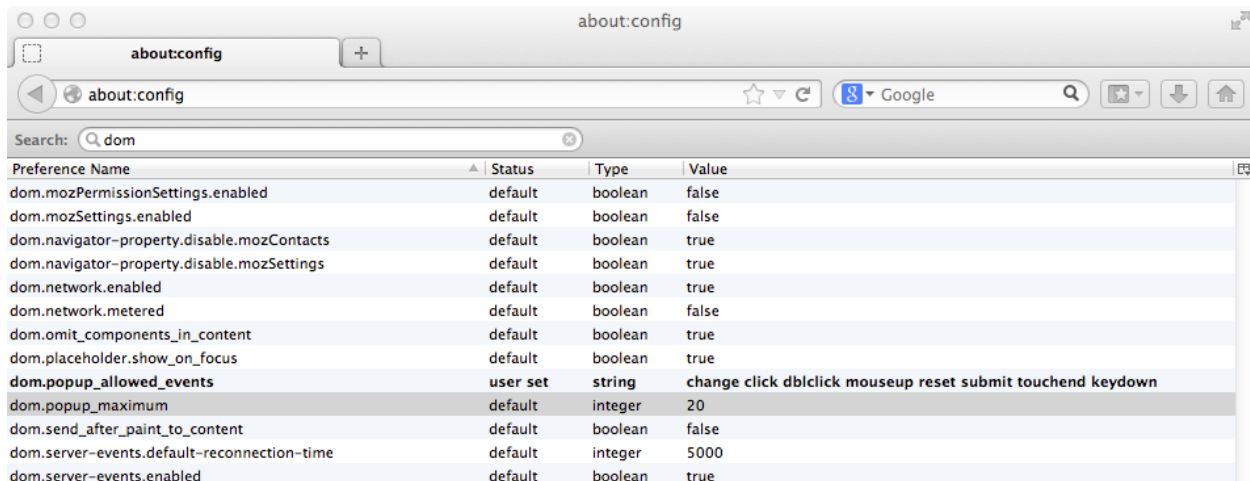 about:config
about:config
about:config Google
Search: dom
Preference Name Status Type Value
dom.mozPermissionSettings.enabled default boolean false
dom.mozSettings.enabled default boolean false
dom.navigator-property.disable.mozContacts default boolean true
dom.navigator-property.disable.mozSettings default boolean true
dom.network.enabled default boolean true
dom.network.metered default boolean false
dom.omit_components_in_content default boolean true
dom.placeholder.show_on_focus default boolean true
dom.popup_allowed_events user set string change click dblclick mouseup reset submit touchend keydown
dom.popup_maximum default integer 20
dom.send_after_paint_to_content default boolean false
dom.server-events.default-reconnection-time default integer 5000
dom.server-events.enabled default boolean true